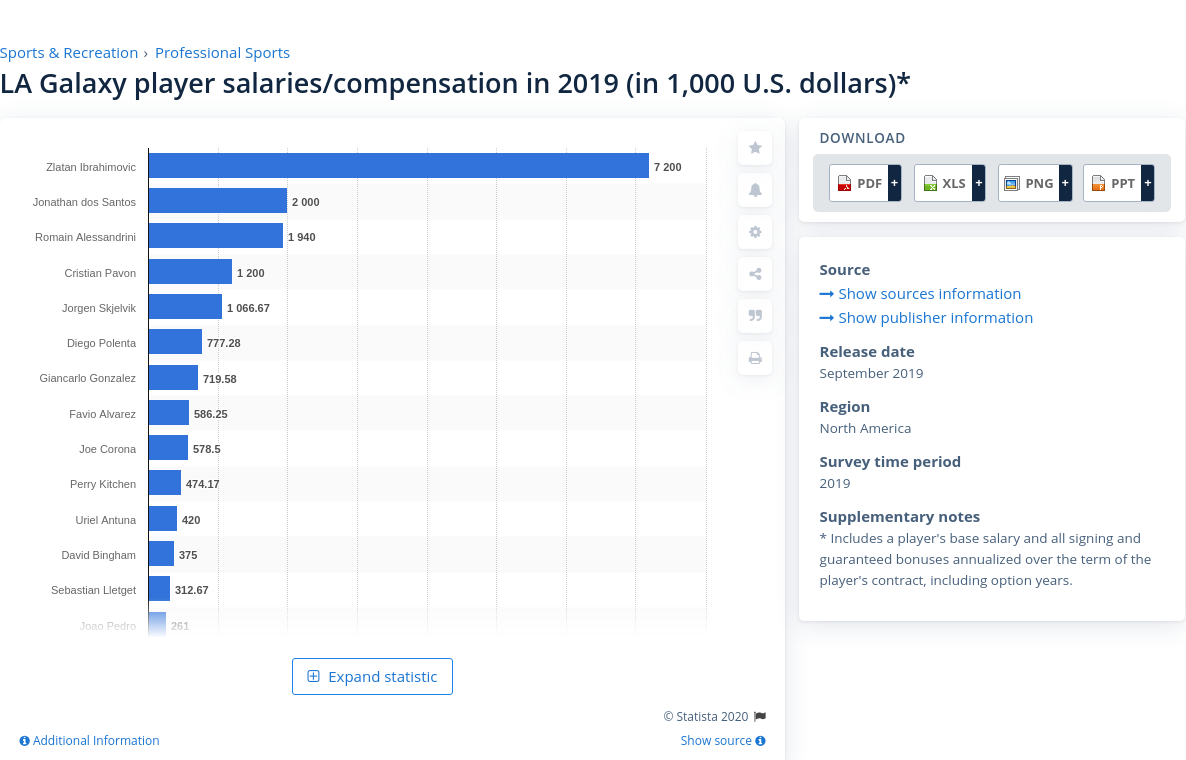 Sports & Recreation › Professional Sports
LA Galaxy player salaries/compensation in 2019 (in 1,000 U.S. dollars)*
Zlatan Ibrahimovic 7 200
Jonathan dos Santos 2 000
Romain Alessandrini 1 940
Cristian Pavon 1 200
Jorgen Skjelvik 1 066.67
Diego Polenta 777.28
Giancarlo Gonzalez 719.58
Favio Alvarez 586.25
Joe Corona 578.5
Perry Kitchen 474.17
Uriel Antuna 420
David Bingham 375
Sebastian Lletget 312.67
Joao Pedro 261
Expand statistic
© Statista 2020
Additional Information
Show source
DOWNLOAD
PDF + XLS + PNG + PPT +
Source
Show sources information
Show publisher information
Release date
September 2019
Region
North America
Survey time period
2019
Supplementary notes
* Includes a player's base salary and all signing and
guaranteed bonuses annualized over the term of the
player's contract, including option years.